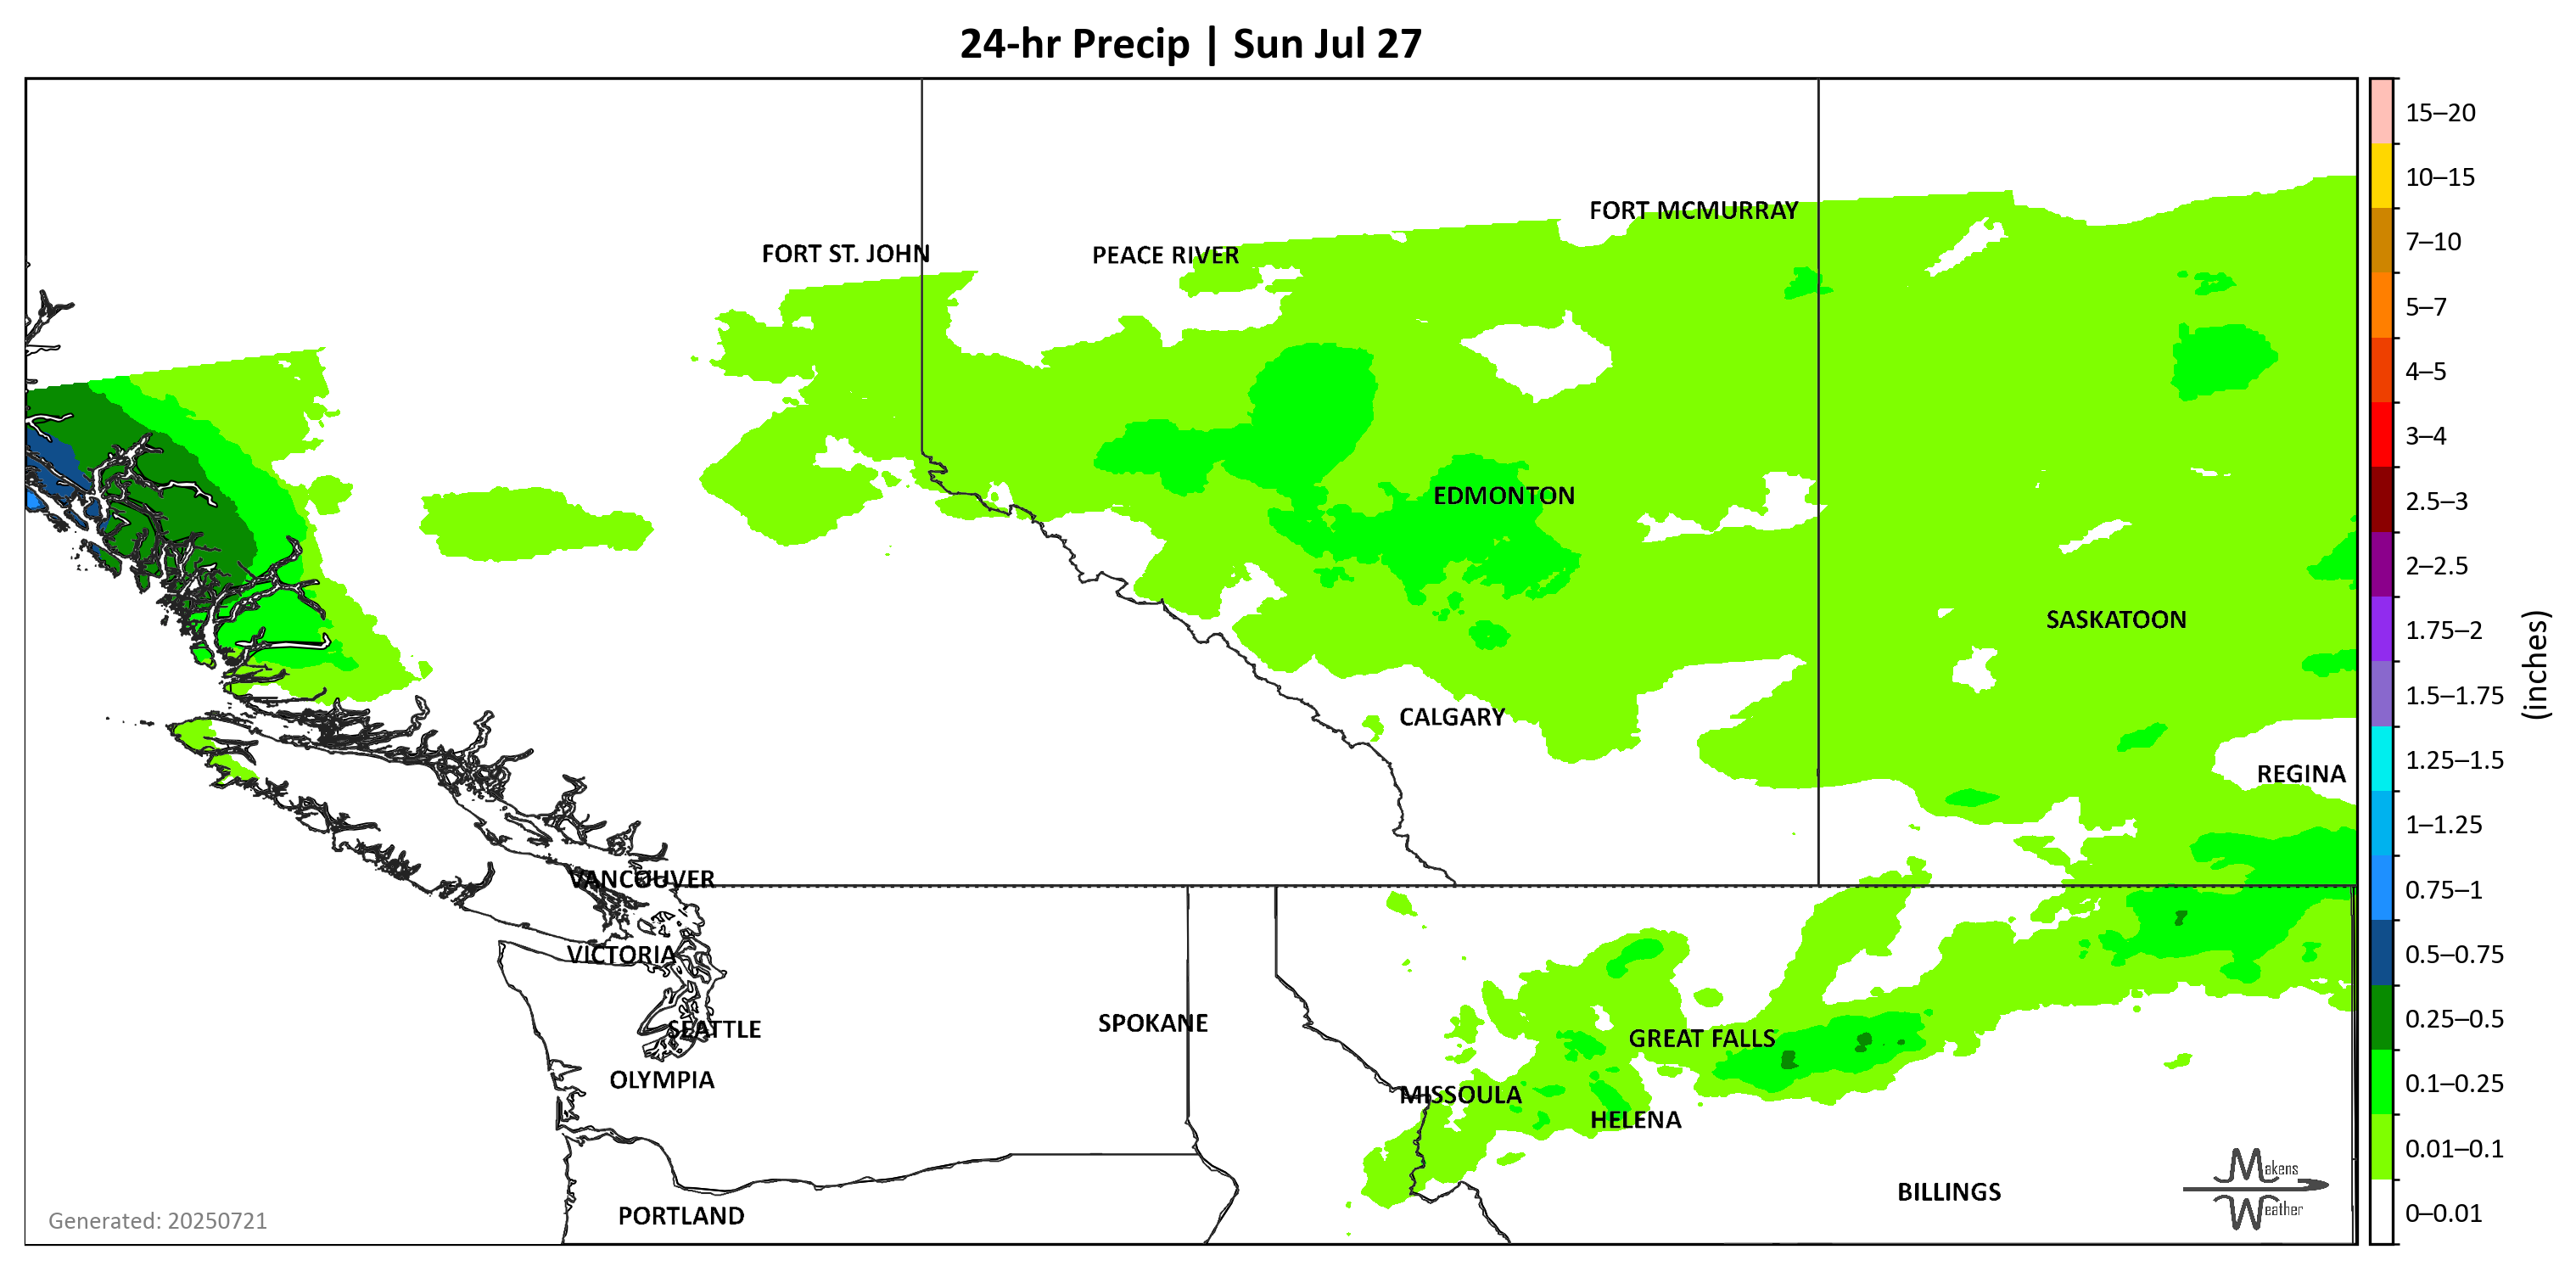 24-hr Precip | Sun Jul 27
FORT MCMURRAY
FORT ST. JOHN
PEACE RIVER
EDMONTON
SASKATOON
CALGARY
REGINA
VANCOUVER
VICTORIA
SPOKANE
SEATTLE
GREAT FALLS
OLYMPIA
MISSOULA
HELENA
BILLINGS
PORTLAND
Generated: 20250721
Makens
Weather
15–20
10–15
7–10
5–7
4–5
3–4
2.5–3
2–2.5
1.75–2
1.5–1.75
1.25–1.5
1–1.25
0.75–1
0.5–0.75
0.25–0.5
0.1–0.25
0.01–0.1
0–0.01
(inches)